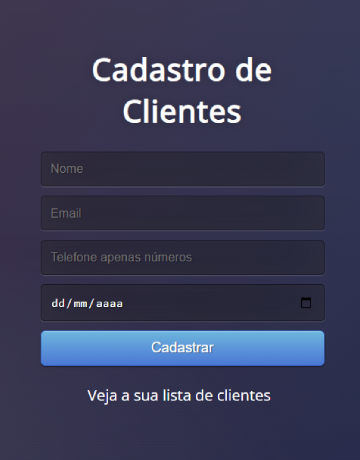 Cadastro de
Clientes
Nome
Email
Telefone apenas números
dd/mm/aaaa
Cadastrar
Veja a sua lista de clientes